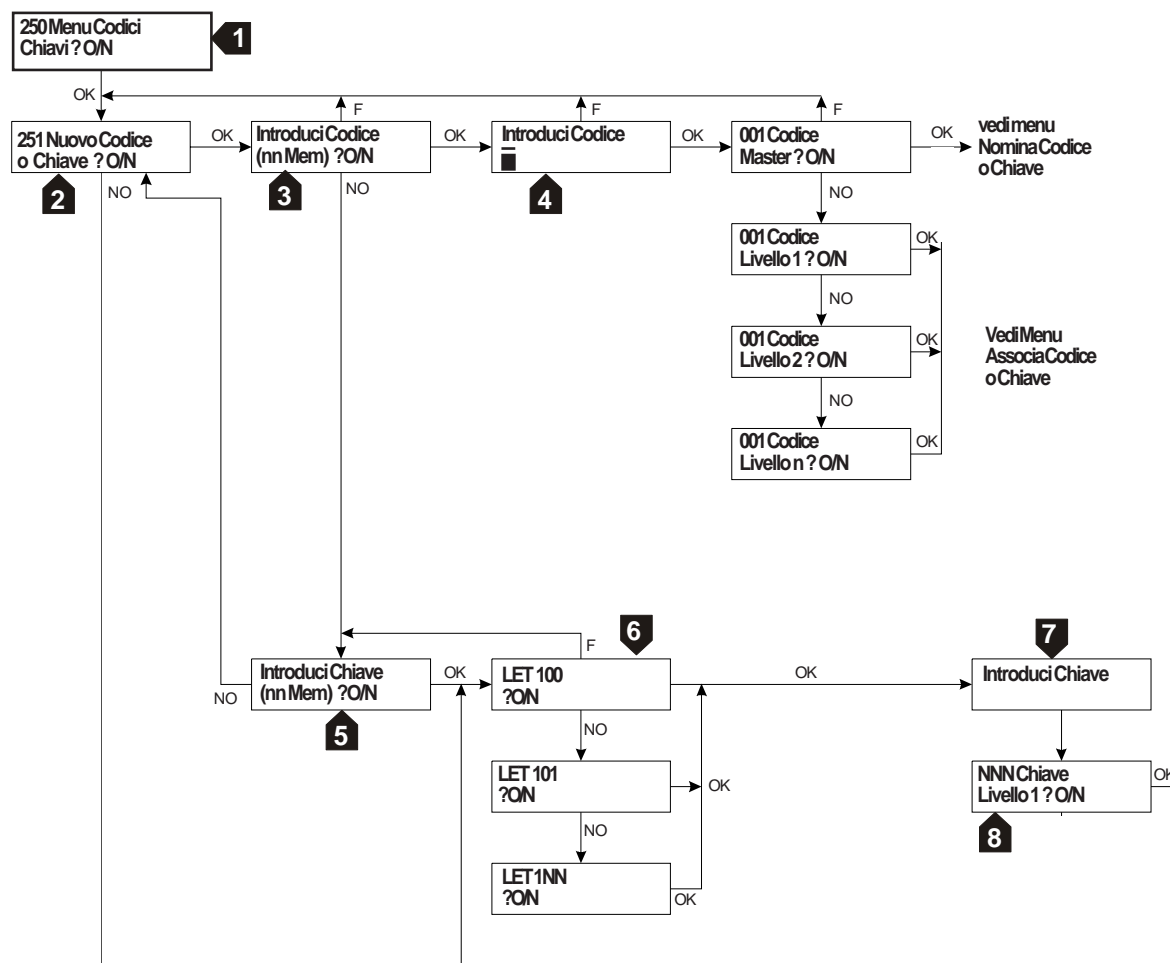 250 Menu Codici
Chiavi ? O/N
1
OK
F
F
F
251 Nuovo Codice
o Chiave ? O/N
OK
Introduci Codice
(nn Mem) ?O/N
OK
Introduci Codice
OK
001 Codice
Master ? O/N
OK
vedi menu
Nomina Codice
o Chiave
2
NO
3
NO
4
NO
001 Codice
Livello 1 ? O/N
OK
NO
001 Codice
Livello 2 ? O/N
OK
Vedi Menu
Associa Codice
o Chiave
NO
001 Codice
Livello n ? O/N
OK
6
7
F
NO
Introduci Chiave
(nn Mem) ?O/N
OK
LET 100
?O/N
OK
Introduci Chiave
5
NO
LET 101
?O/N
OK
NNN Chiave
Livello 1 ? O/N
OK
NO
8
LET 1NN
?O/N
OK